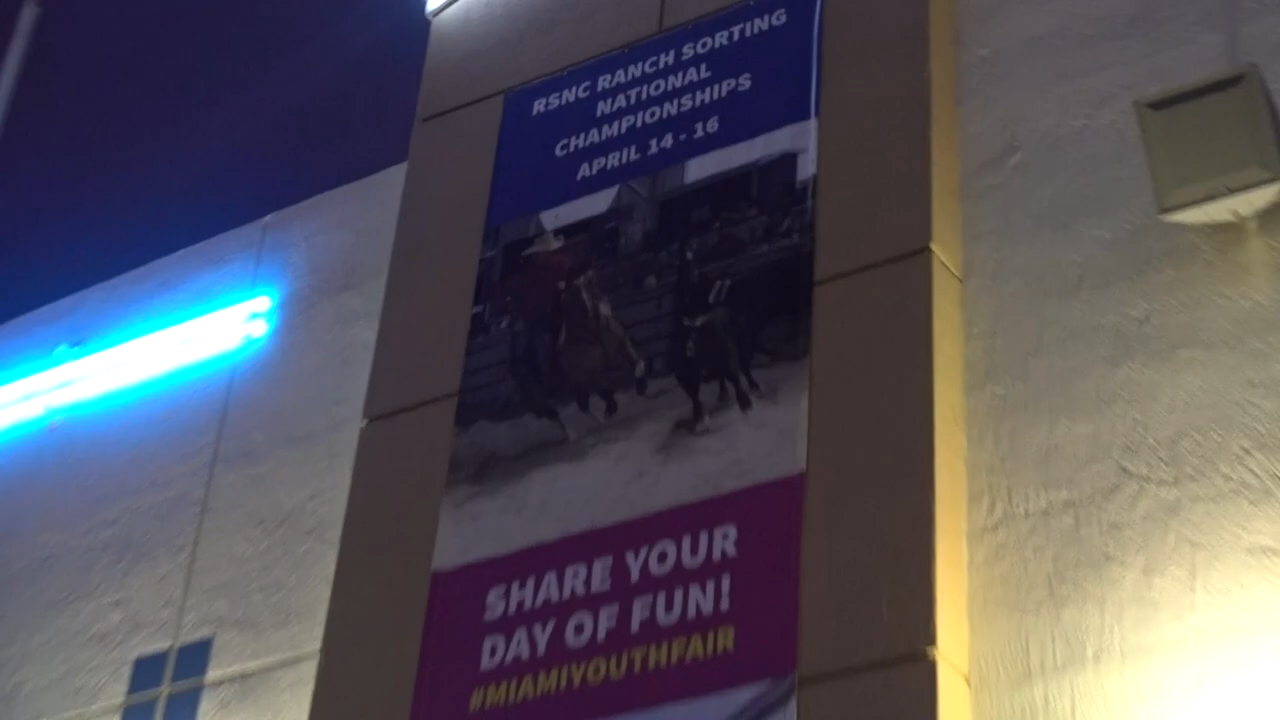 RSNC RANCH SORTING
NATIONAL
CHAMPIONSHIPS
APRIL 14 - 16
SHARE YOUR
DAY OF FUN!
#MIAMIYOUTHFAIR